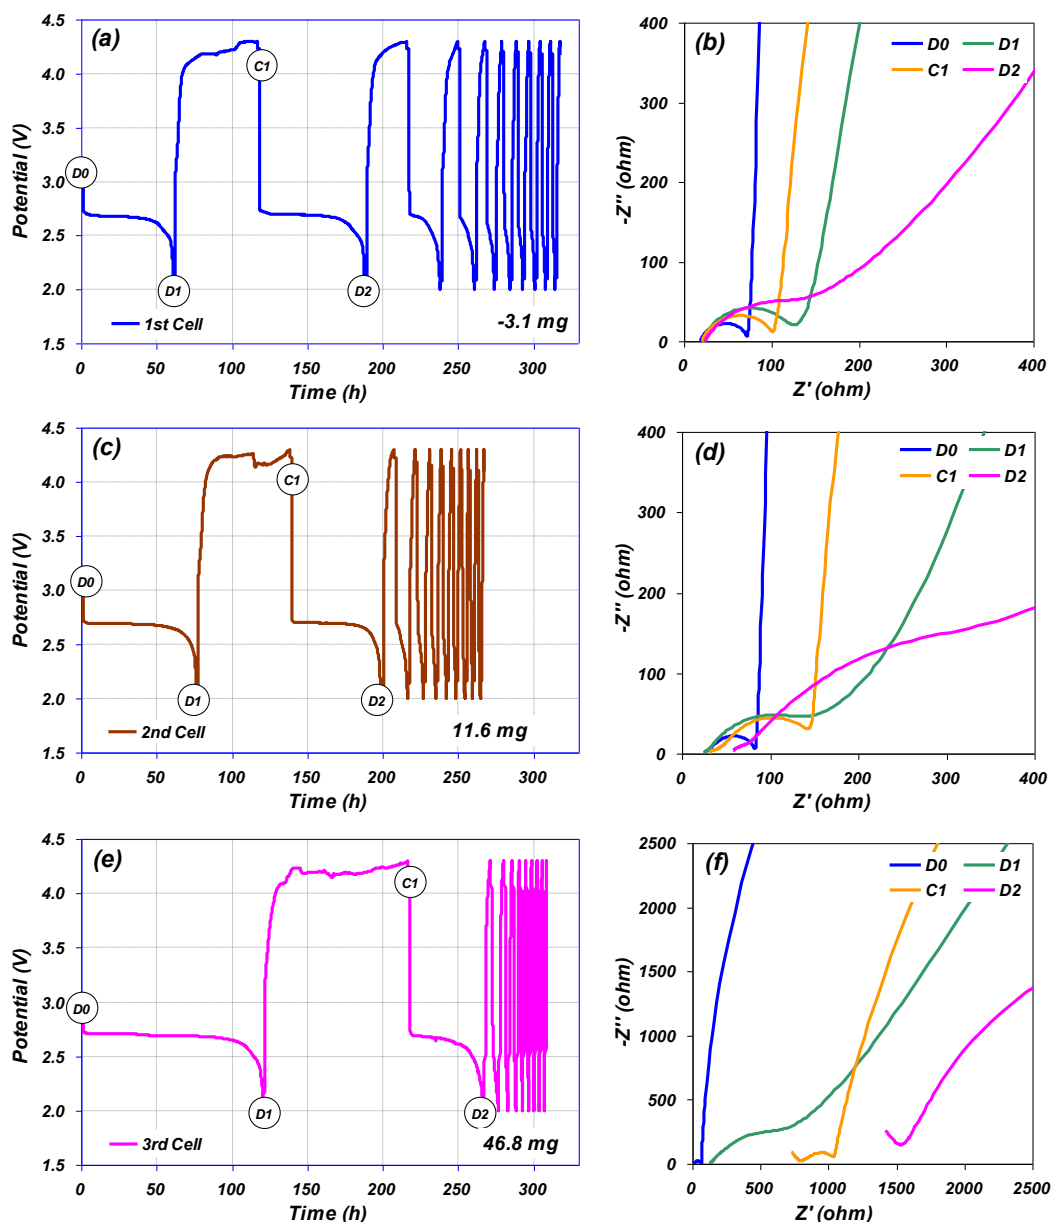 (a)
4.5
4.0
3.5
3.0
2.5
2.0
1.5
Potential (V)
D0
D1
C1
D2
1st Cell
-3.1 mg
0 50 100 150 200 250 300
Time (h)
(b)
400
300
200
100
0
-Z'' (ohm)
D0 D1
C1 D2
0 100 200 300 400
Z' (ohm)
(c)
4.5
4.0
3.5
3.0
2.5
2.0
1.5
Potential (V)
D0
D1
C1
D2
2nd Cell
11.6 mg
0 50 100 150 200 250 300
Time (h)
(d)
400
300
200
100
0
-Z'' (ohm)
D0 D1
C1 D2
0 100 200 300 400
Z' (ohm)
(e)
4.5
4.0
3.5
3.0
2.5
2.0
1.5
Potential (V)
D0
D1
C1
D2
3rd Cell
46.8 mg
0 50 100 150 200 250 300
Time (h)
(f)
2500
2000
1500
1000
500
0
-Z'' (ohm)
D0 D1
C1 D2
0 500 1000 1500 2000 2500
Z' (ohm)